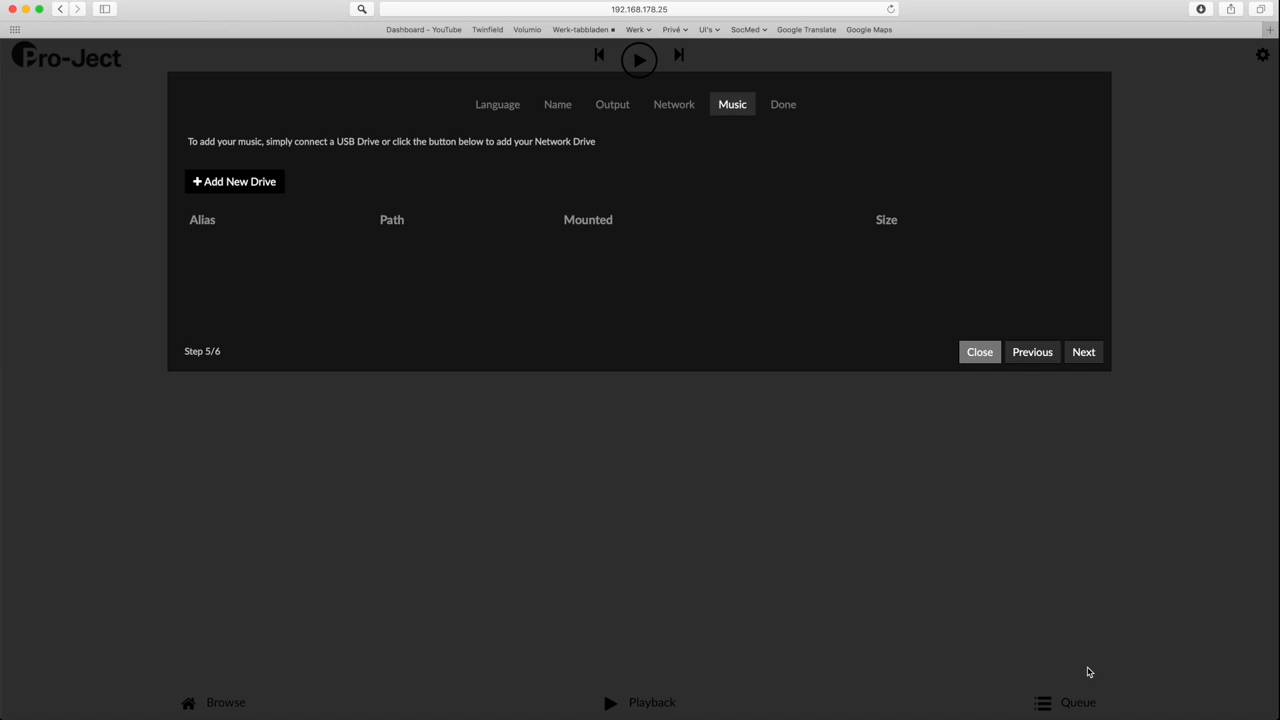 192.168.178.25
Dashboard - YouTube Twinfield Volumio Werk-tabbladen Werk Privé UI's SocMed Google Translate Google Maps
Pro-Ject
Language Name Output Network Music Done
To add your music, simply connect a USB Drive or click the button below to add your Network Drive
+ Add New Drive
Alias Path Mounted Size
Step 5/6
Close Previous Next
Browse Playback Queue